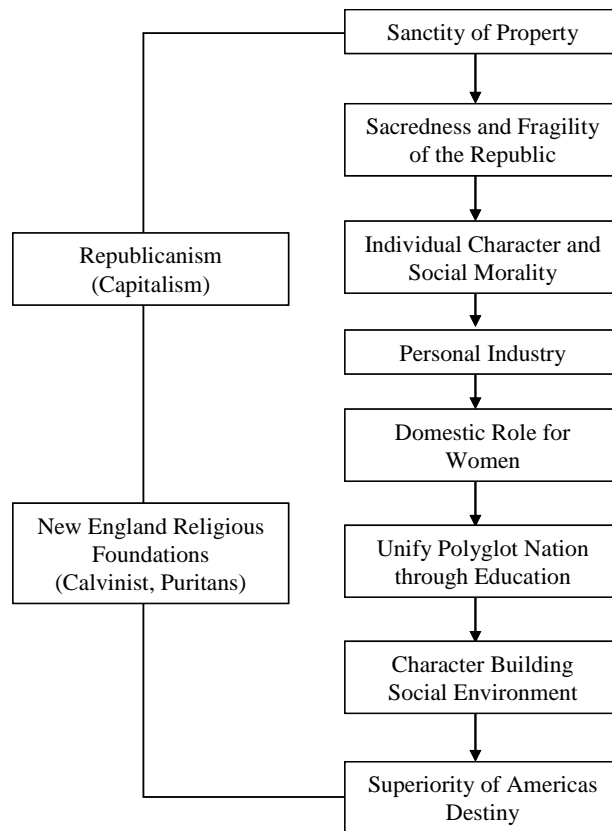 Sanctity of Property
Sacredness and Fragility
of the Republic
Republicanism
(Capitalism)
Individual Character and
Social Morality
Personal Industry
Domestic Role for
Women
New England Religious
Foundations
(Calvinist, Puritans)
Unify Polyglot Nation
through Education
Character Building
Social Environment
Superiority of Americas
Destiny